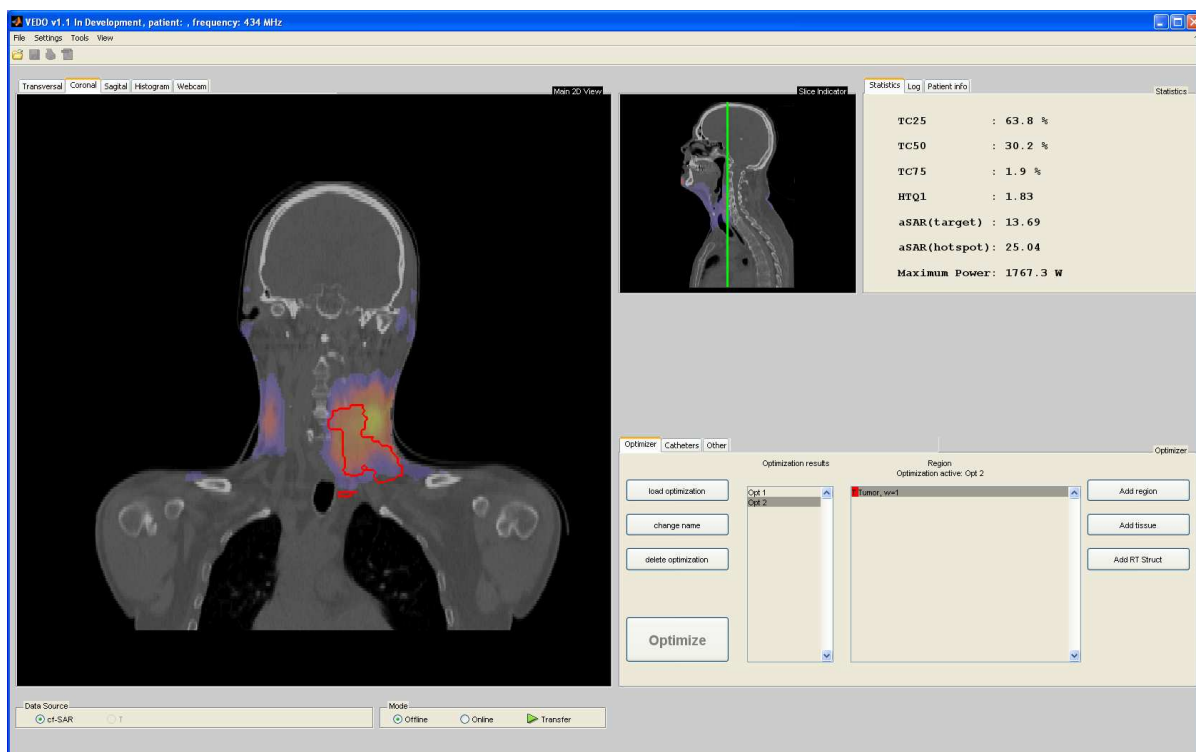 VEDO v1.1 In Development, patient: , frequency: 434 MHz
File Settings Tools View
Transversal Coronal Sagital Histogram Webcam
Main 2D View
Slice Indicator
Statistics Log Patient info
Statistics
TC25 : 63.8 %
TC50 : 30.2 %
TC75 : 1.9 %
HTQ1 : 1.83
aSAR(target) : 13.69
aSAR(hotspot): 25.04
Maximum Power: 1767.3 W
Optimizer Catheters Other
Optimizer
Optimization results
Region
Optimization active: Opt 2
load optimization
change name
delete optimization
Optimize
Opt 1
Opt 2
Tumor, w=1
Add region
Add tissue
Add RT Struct
Data Source
cf-SAR
T
Mode
Offline Online Transfer